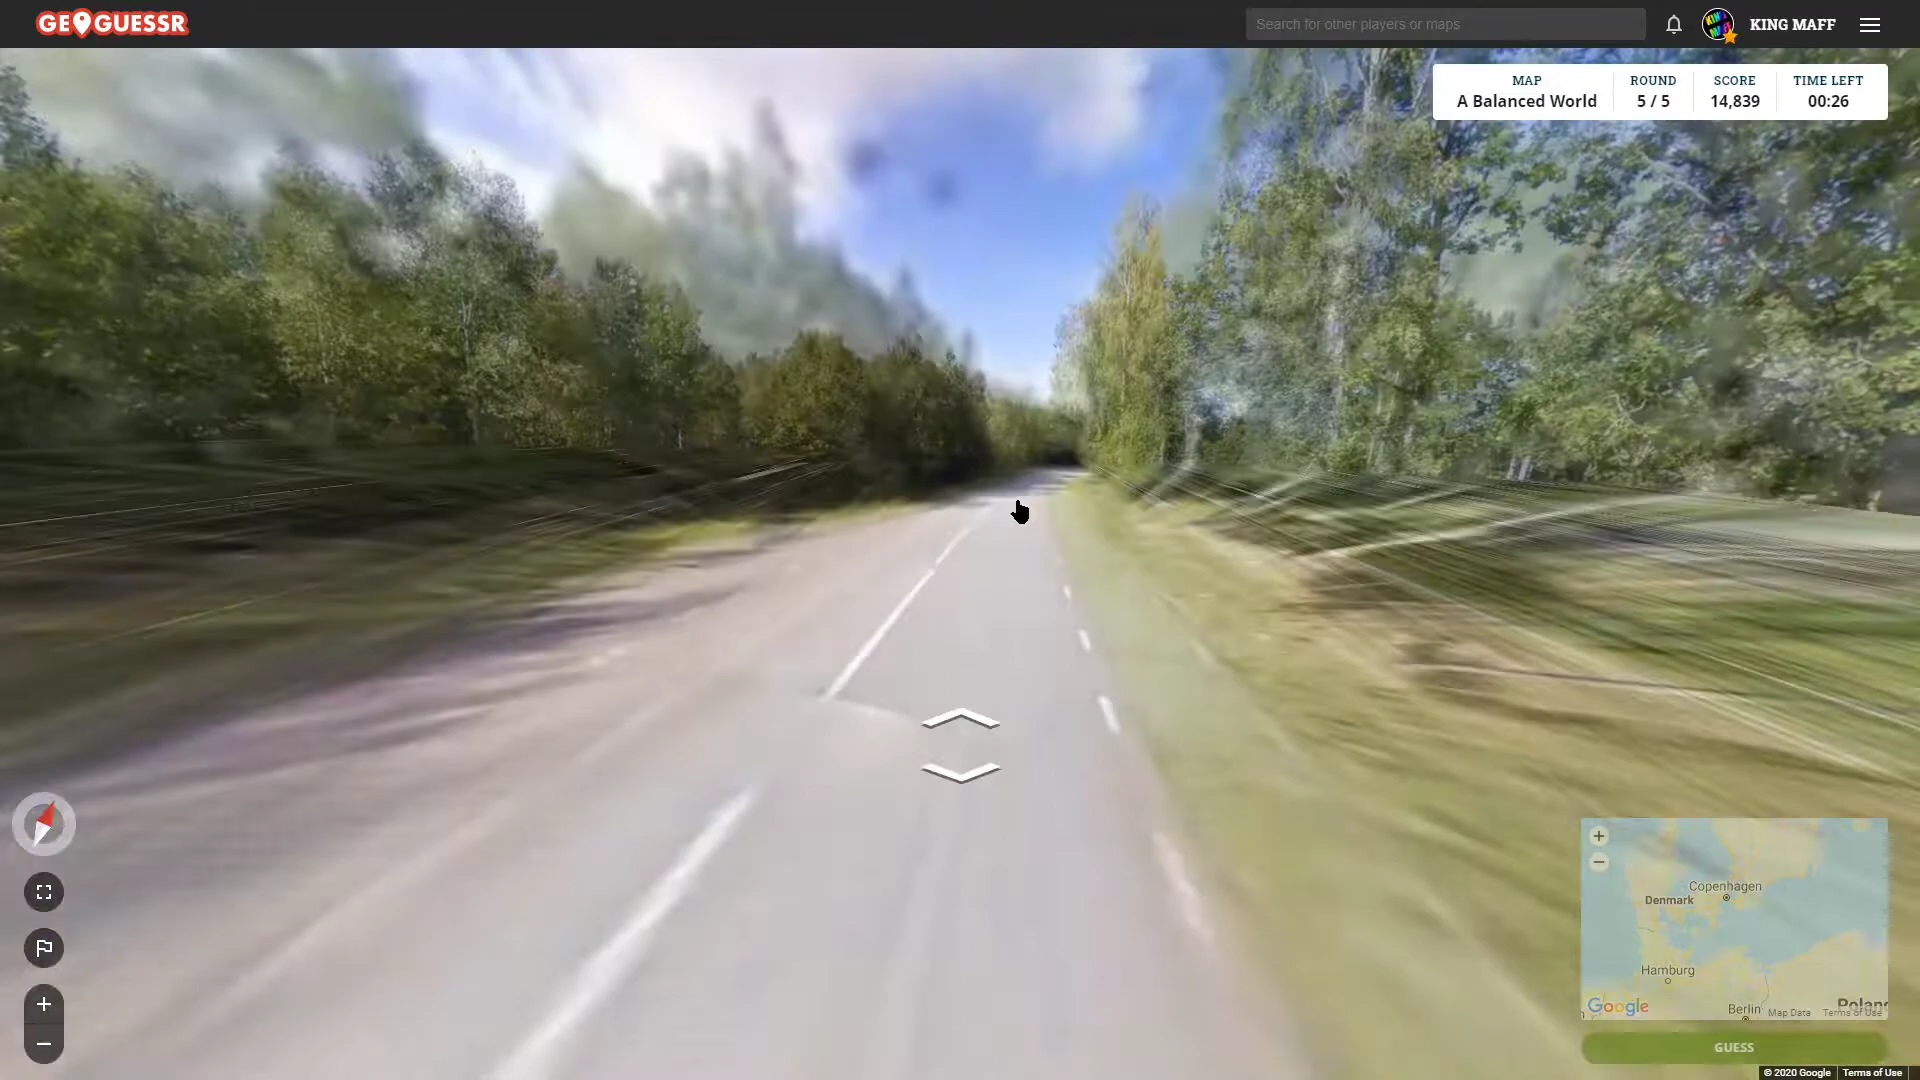 GEOGUESSR
Search for other players or maps
KING MAFF
MAP
A Balanced World
ROUND
5 / 5
SCORE
14,839
TIME LEFT
00:26
Copenhagen
Denmark
Hamburg
Berlin
Google
Map Data
Terms of Use
GUESS
© 2020 Google
Terms of Use